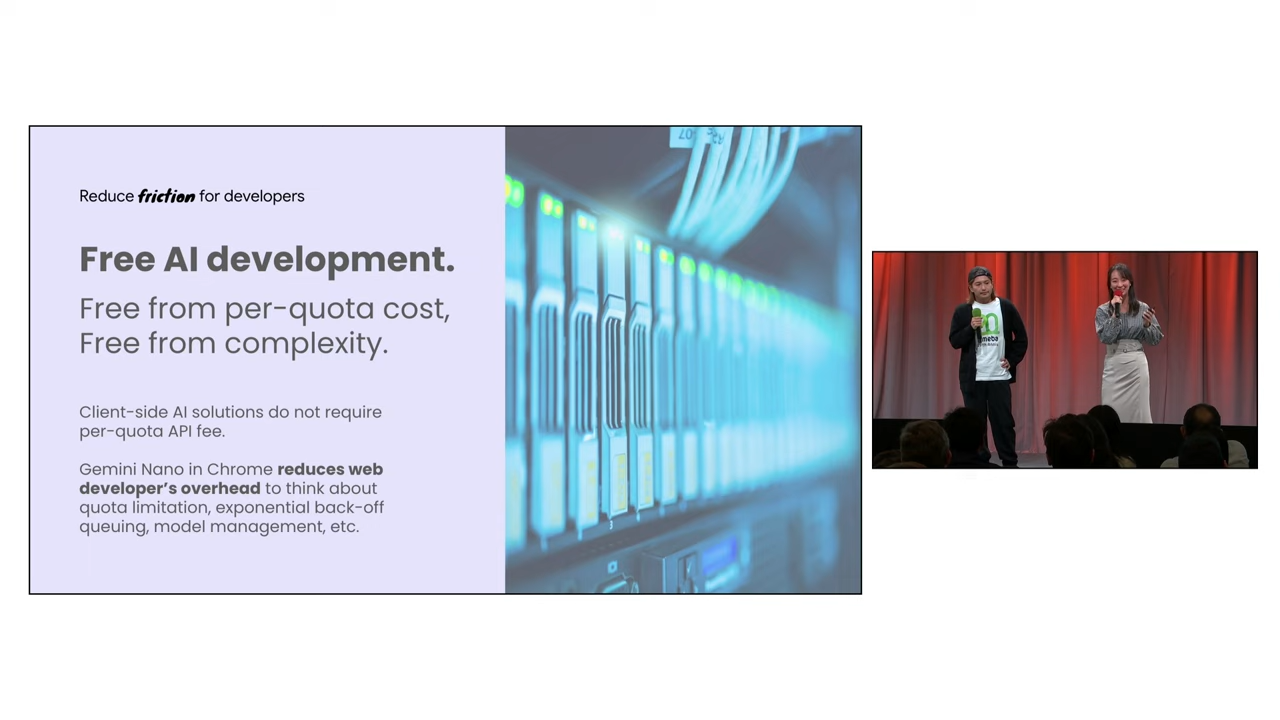 Reduce friction for developers
Free AI development.
Free from per-quota cost,
Free from complexity.
Client-side AI solutions do not require
per-quota API fee.
Gemini Nano in Chrome reduces web
developer’s overhead to think about
quota limitation, exponential back-off
queuing, model management, etc.
3